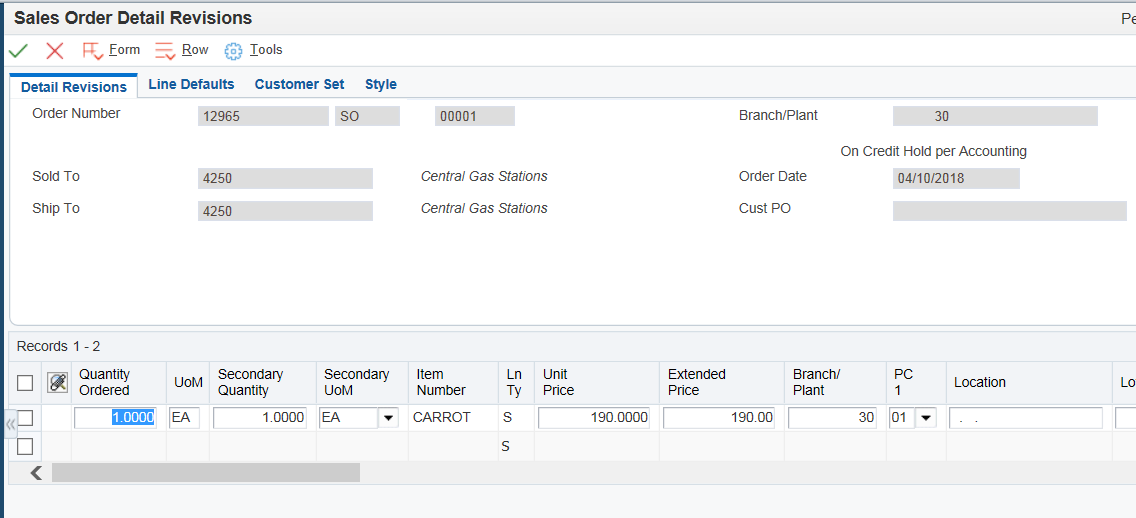 Sales Order Detail Revisions
Form Row Tools
Detail Revisions Line Defaults Customer Set Style
Order Number 12965 SO 00001 Branch/Plant 30
On Credit Hold per Accounting
Sold To 4250 Central Gas Stations Order Date 04/10/2018
Ship To 4250 Central Gas Stations Cust PO
Records 1 - 2
Quantity Ordered UoM Secondary Quantity Secondary UoM Item Number Ln Ty Unit Price Extended Price Branch/ Plant PC 1 Location
1.0000 EA 1.0000 EA CARROT S 190.0000 190.00 30 01 . .
S